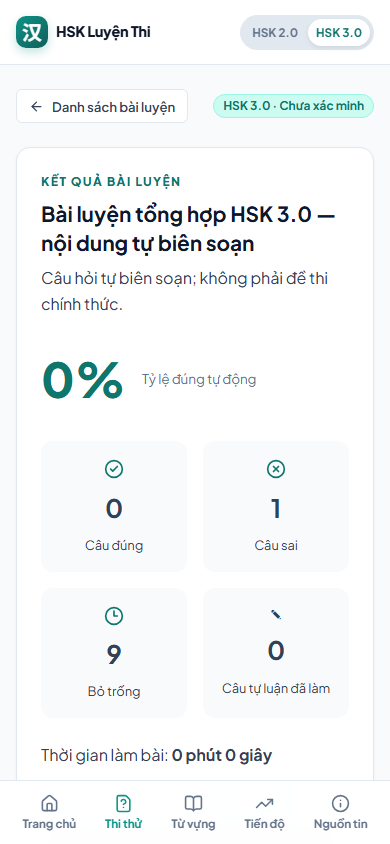 汉 HSK Luyện Thi HSK 2.0 HSK 3.0
Danh sách bài luyện HSK 3.0 · Chưa xác minh
KẾT QUẢ BÀI LUYỆN
Bài luyện tổng hợp HSK 3.0 —
nội dung tự biên soạn
Câu hỏi tự biên soạn; không phải đề thi
chính thức.
0% Tỷ lệ đúng tự động
0
Câu đúng
1
Câu sai
9
Bỏ trống
0
Câu tự luận đã làm
Thời gian làm bài: 0 phút 0 giây
Trang chủ Thi thử Từ vựng Tiến độ Nguồn tin